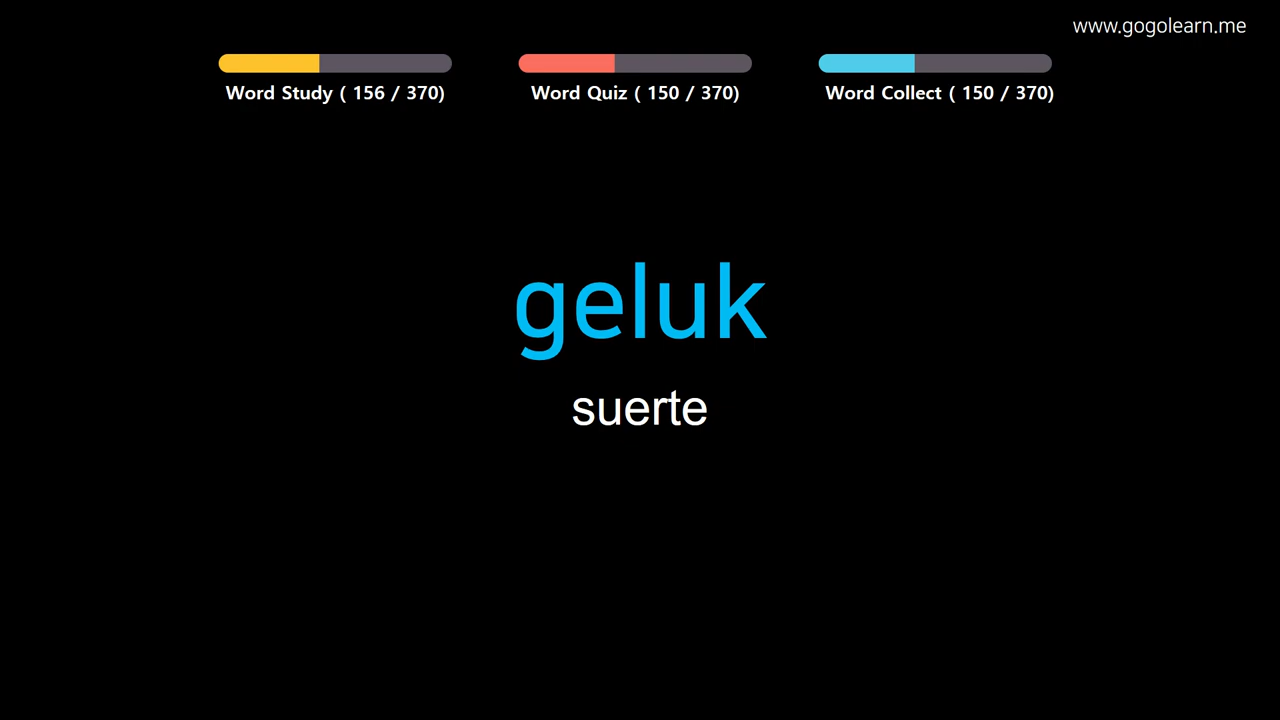 www.gogolearn.me
Word Study ( 156 / 370)
Word Quiz ( 150 / 370)
Word Collect ( 150 / 370)
geluk
suerte